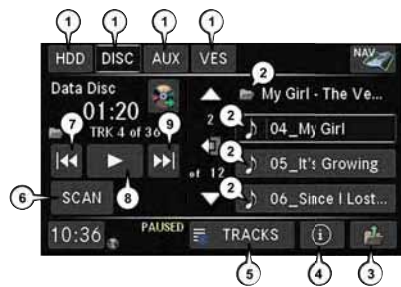 1 1 1 1
HDD DISC AUX VES NAV
Data Disc 2 My Girl - The Ve...
01:20 2 04_My Girl
7 9 TRK 4 of 36 2
2 05_It's Growing
of 12
6 SCAN 8 2 06_Since I Lost...
10:36 PAUSED TRACKS i
5 4 3